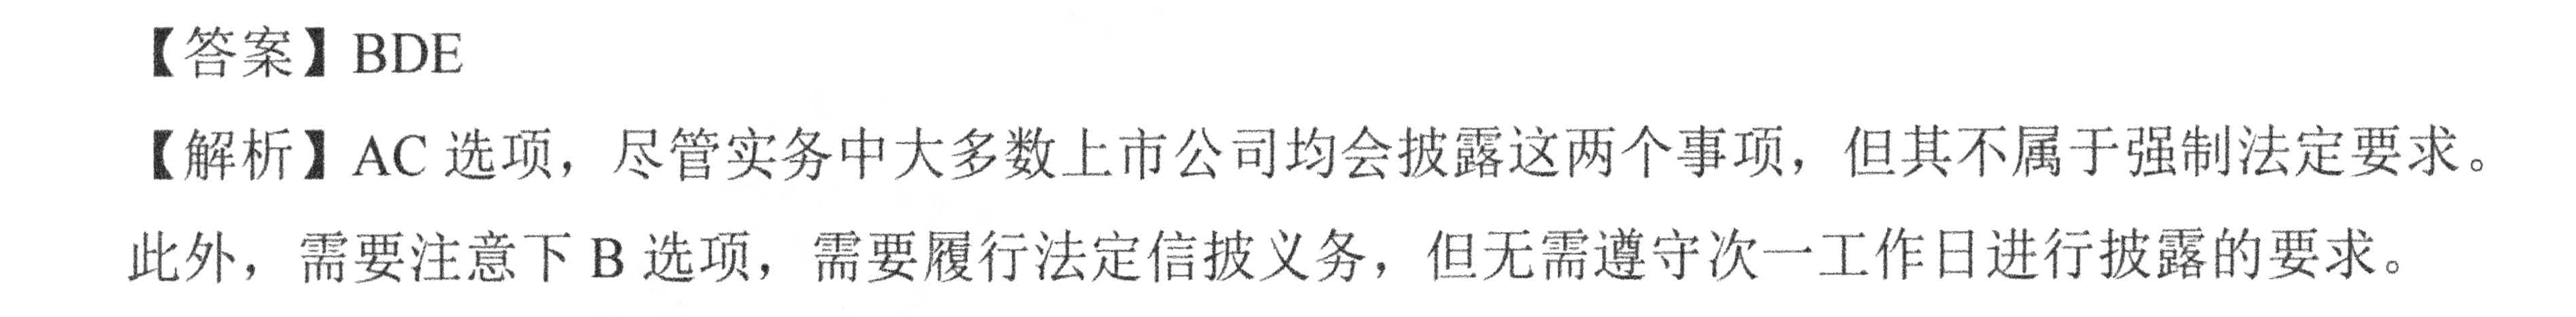 【答案】BDE
【解析】AC 选项，尽管实务中大多数上市公司均会披露这两个事项，但其不属于强制法定要求。
此外，需要注意下 B 选项，需要履行法定信披义务，但无需遵守次一工作日进行披露的要求。